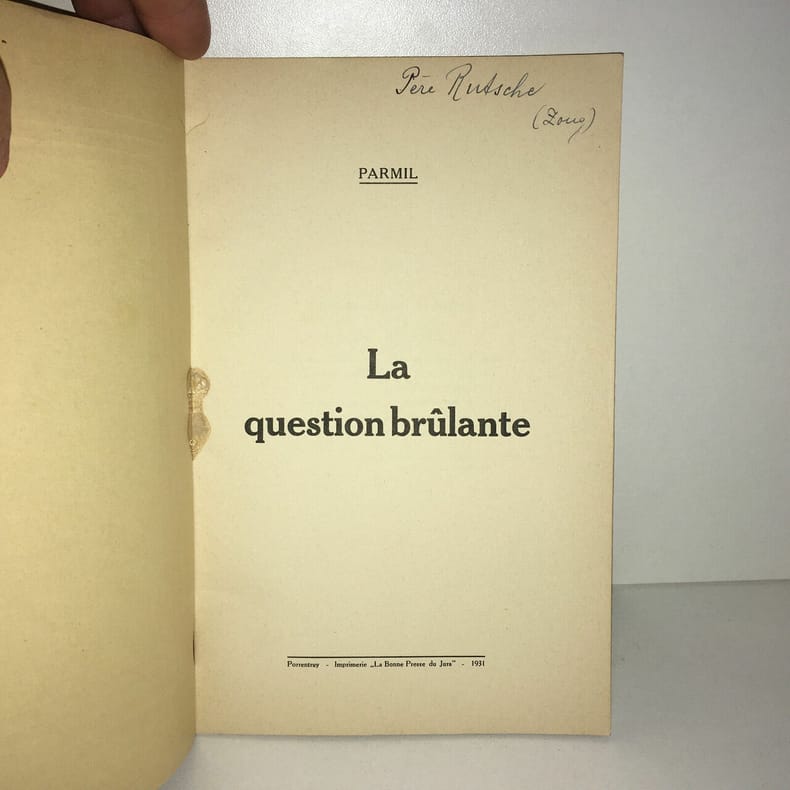 Père Rutsche
(Zoug)
PARMIL
La
question brûlante
Porrentruy - Imprimerie „La Bonne Presse du Jura" - 1931